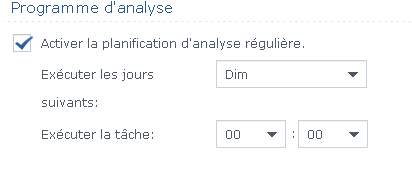 Programme d'analyse
Activer la planification d'analyse régulière.
Exécuter les jours Dim
suivants:
Exécuter la tâche: 00 : 00